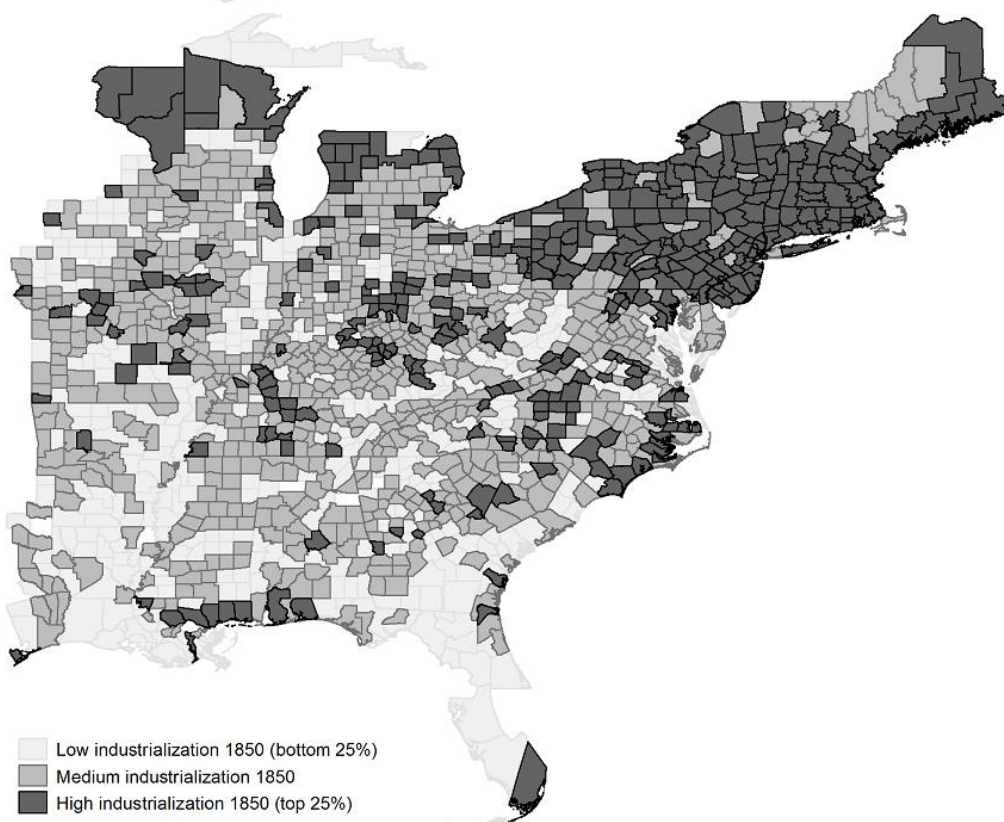 Low industrialization 1850 (bottom 25%)
Medium industrialization 1850
High industrialization 1850 (top 25%)